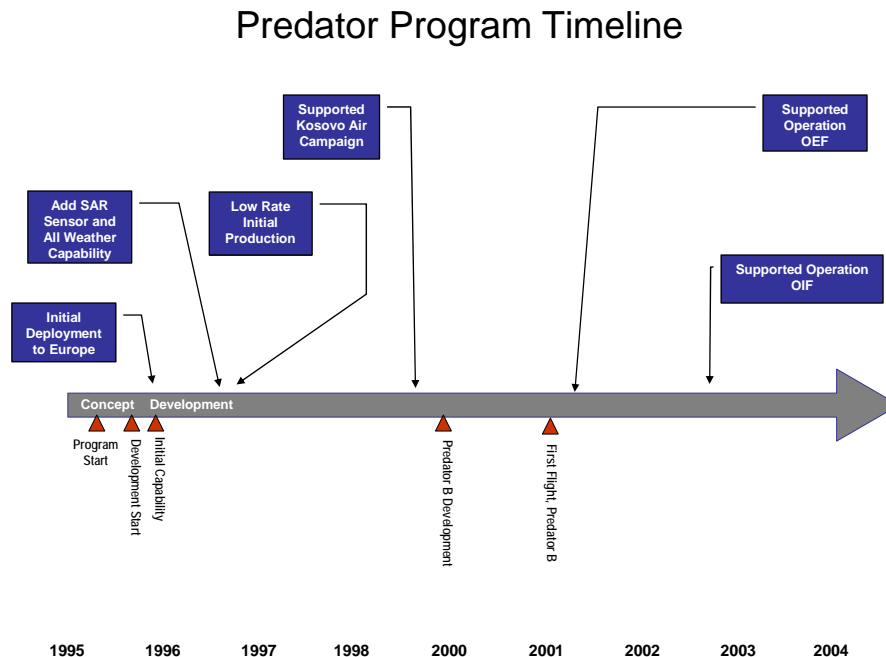 Predator Program Timeline
Supported
Kosovo Air
Campaign
Supported
Operation
OEF
Add SAR
Sensor and
All Weather
Capability
Low Rate
Initial
Production
Supported Operation
OIF
Initial
Deployment
to Europe
Concept
Development
Program
Start
Development Start
Initial Capability
Predator B Development
First Flight, Predator B
1995
1996
1997
1998
2000
2001
2002
2003
2004